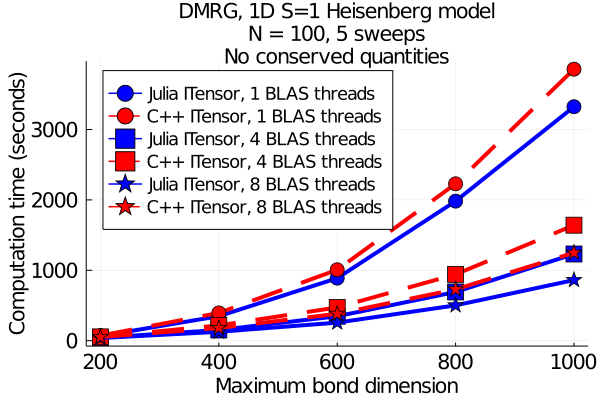 DMRG, 1D S=1 Heisenberg model
N = 100, 5 sweeps
No conserved quantities
Computation time (seconds)
3000
2000
1000
0
Julia ITensor, 1 BLAS threads
C++ ITensor, 1 BLAS threads
Julia ITensor, 4 BLAS threads
C++ ITensor, 4 BLAS threads
Julia ITensor, 8 BLAS threads
C++ ITensor, 8 BLAS threads
200 400 600 800 1000
Maximum bond dimension